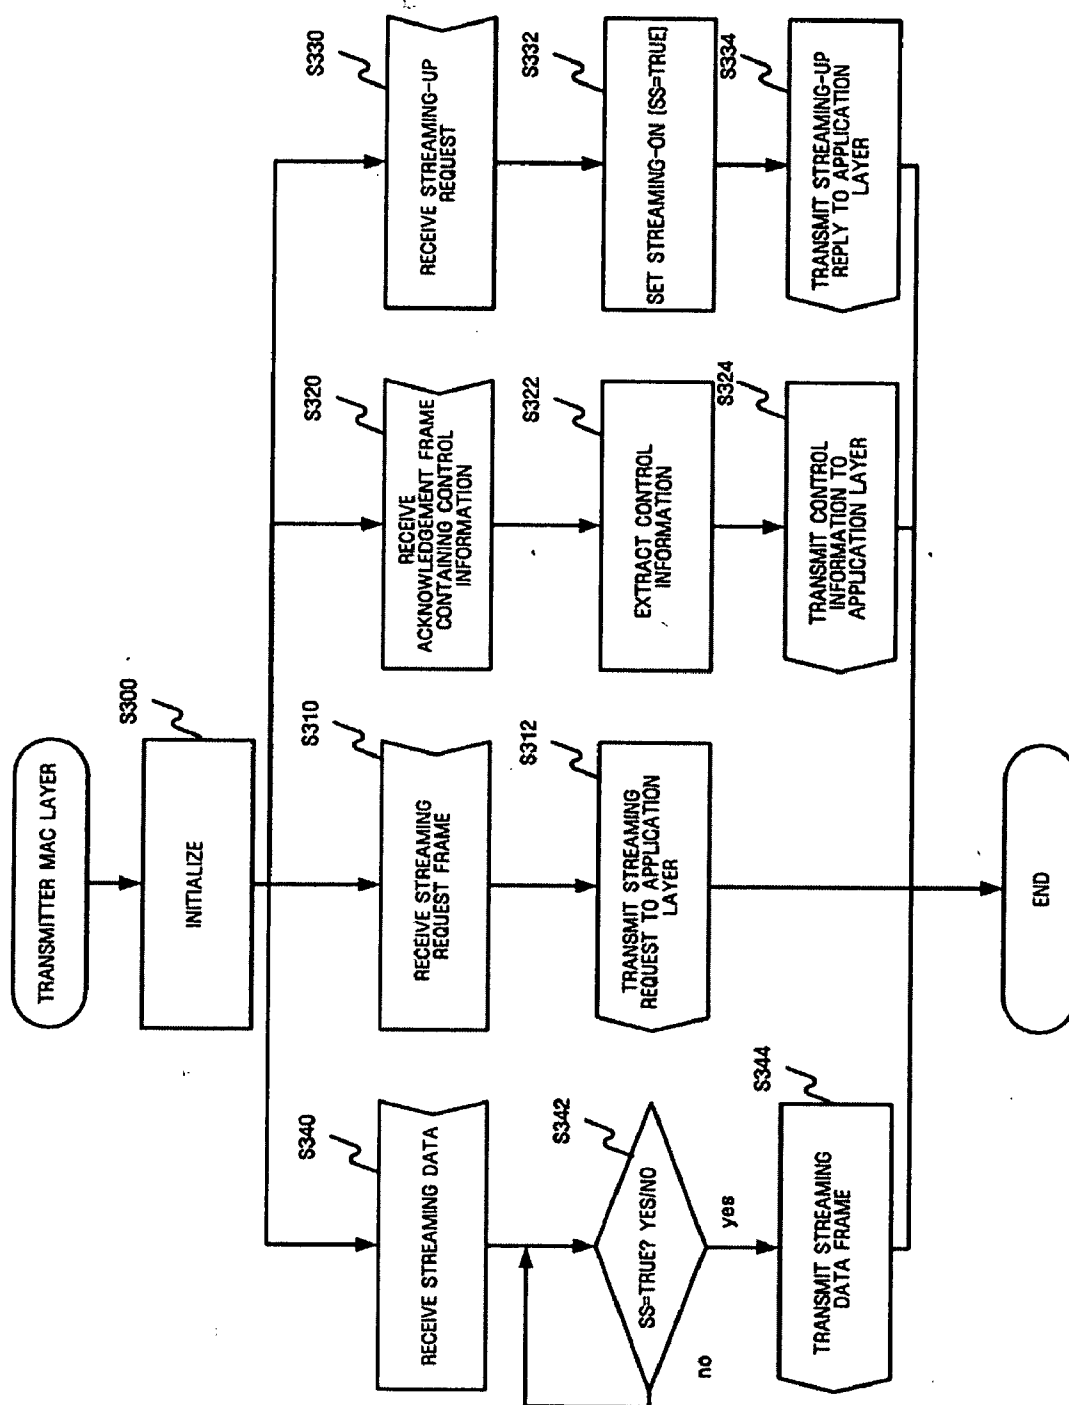 TRANSMITTER MAC LAYER
S300
INITIALIZE
S340
RECEIVE STREAMING DATA
S342
SS=TRUE? YES/NO
no
yes
S344
TRANSMIT STREAMING
DATA FRAME
S310
RECEIVE STREAMING
REQUEST FRAME
S312
TRANSMIT STREAMING
REQUEST TO APPLICATION
LAYER
S320
RECEIVE
ACKNOWLEDGEMENT FRAME
CONTAINING CONTROL
INFORMATION
S322
EXTRACT CONTROL
INFORMATION
S324
TRANSMIT CONTROL
INFORMATION TO
APPLICATION LAYER
S330
RECEIVE STREAMING-UP
REQUEST
S332
SET STREAMING-ON [SS=TRUE]
S334
TRANSMIT STREAMING-UP
REPLY TO APPLICATION
LAYER
END